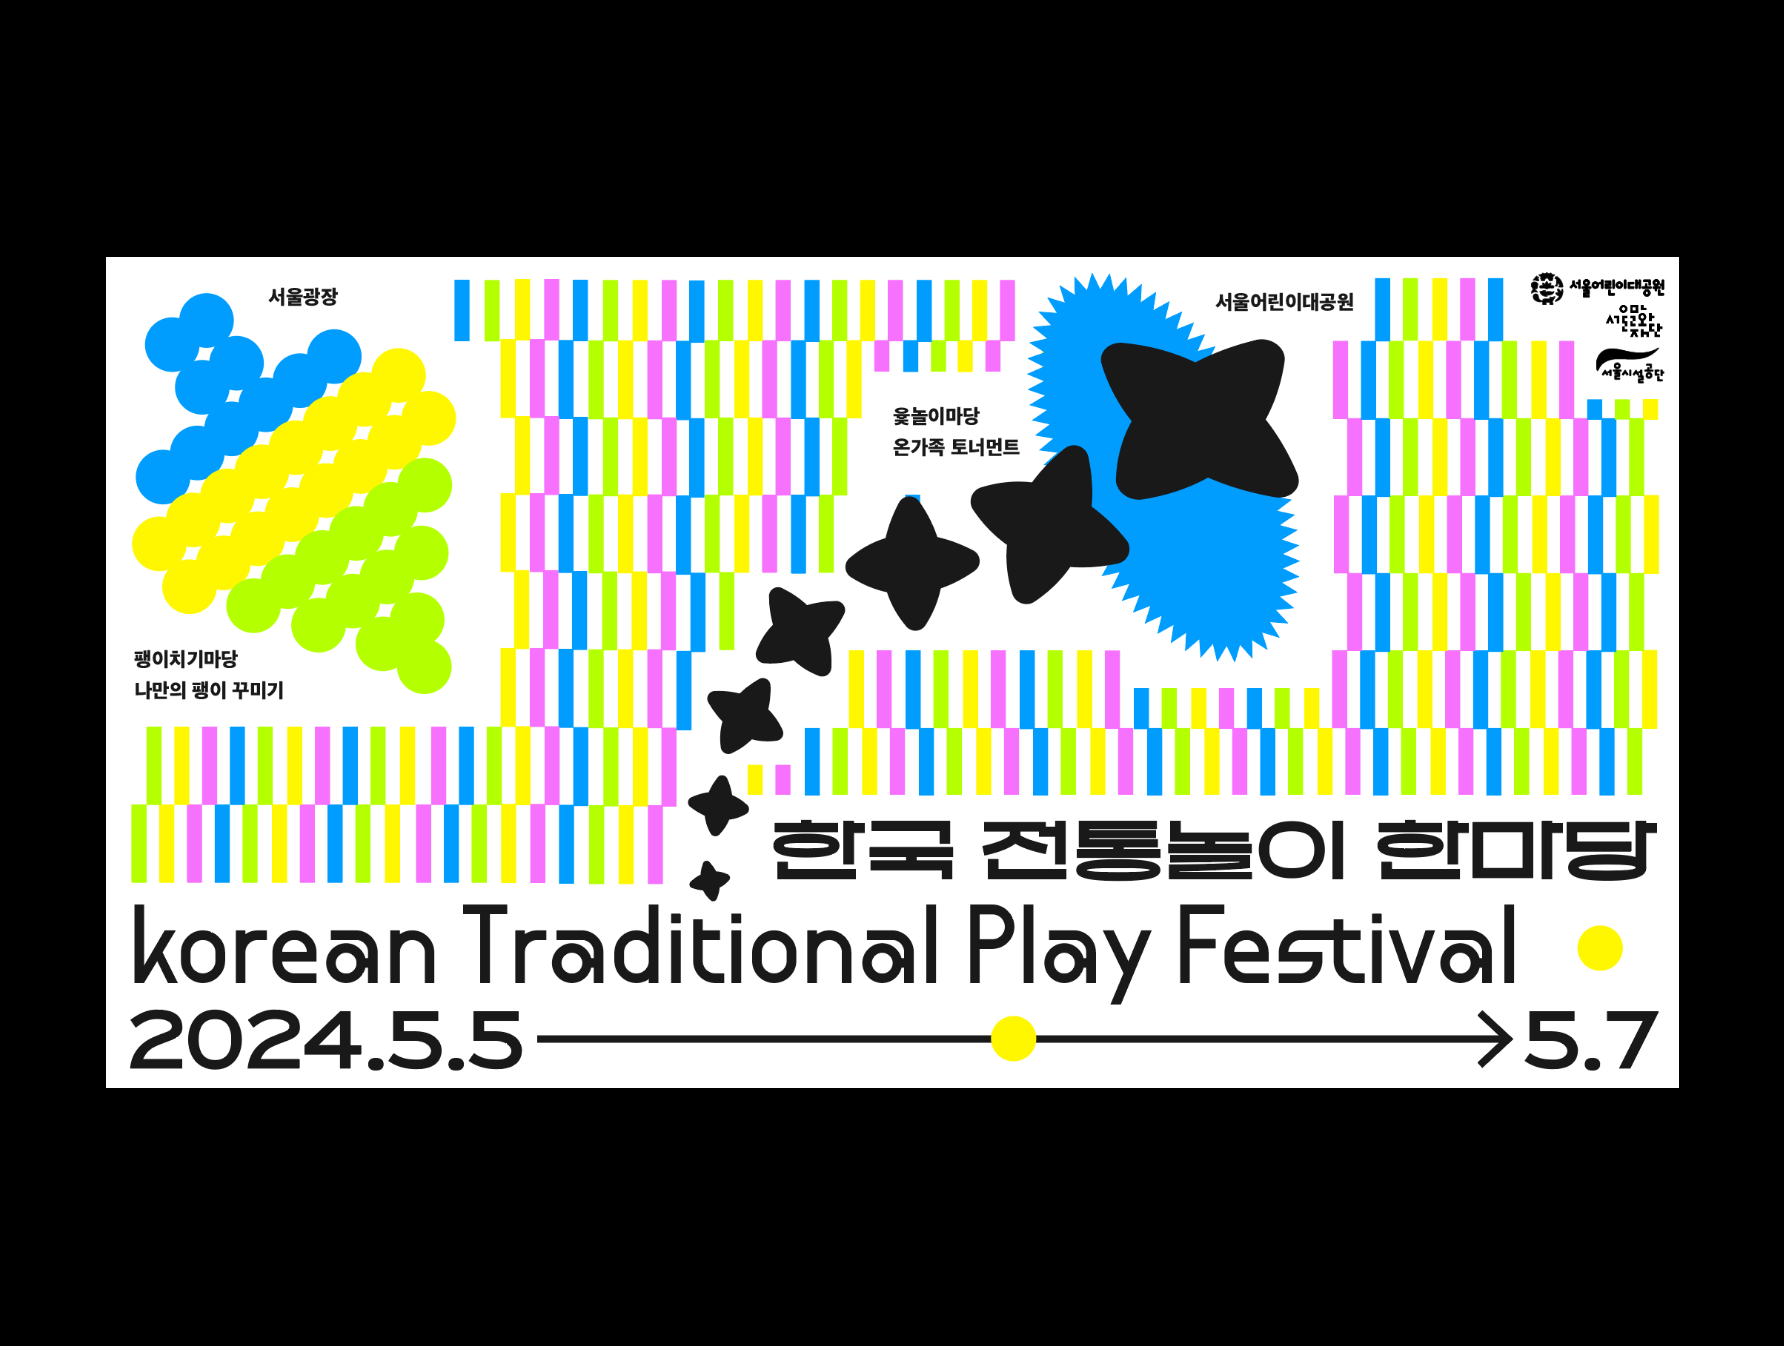 서울광장
서울어린이대공원
서울어린이대공원
서울문화재단
서울시설공단
윷놀이마당
온가족 토너먼트
팽이치기마당
나만의 팽이 꾸미기
한국 전통놀이 한마당
korean Traditional Play Festival
2024.5.5
5.7